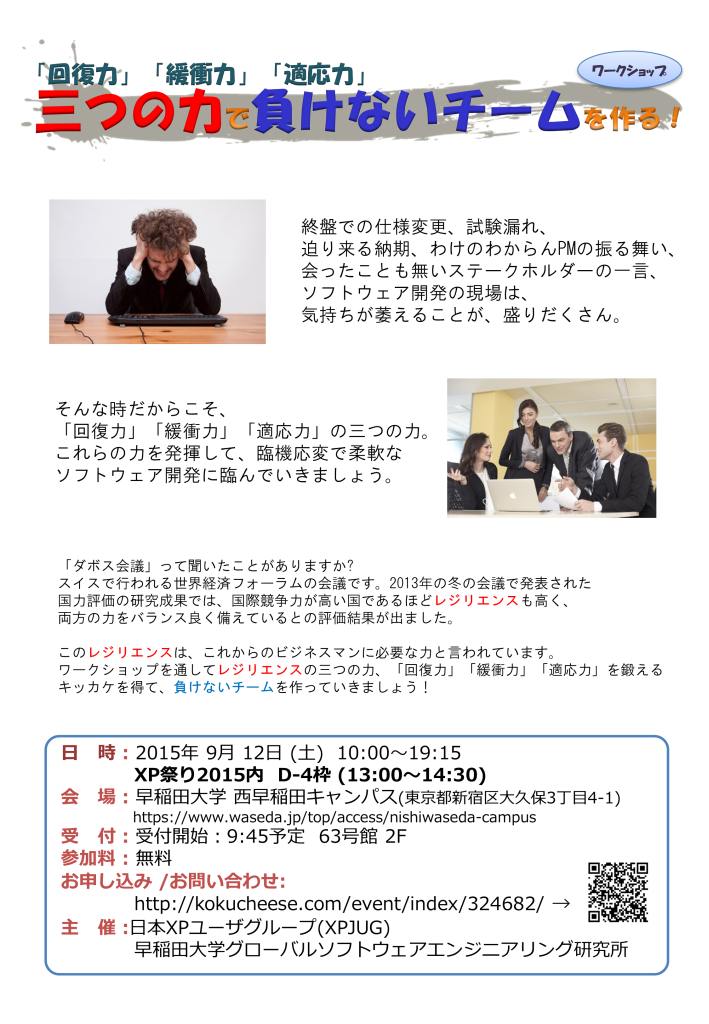 「回復力」「緩衝力」「適応力」
ワークショップ
三つの力で負けないチームを作る！
終盤での仕様変更、試験漏れ、
迫り来る納期、わけのわからんPMの振る舞い、
会ったことも無いステークホルダーの一言、
ソフトウェア開発の現場は、
気持ちが萎えることが、盛りだくさん。
そんな時だからこそ、
「回復力」「緩衝力」「適応力」の三つの力。
これらの力を発揮して、臨機応変で柔軟な
ソフトウェア開発に臨んでいきましょう。
「ダボス会議」って聞いたことがありますか?
スイスで行われる世界経済フォーラムの会議です。2013年の冬の会議で発表された
国力評価の研究成果では、国際競争力が高い国であるほどレジリエンスも高く、
両方の力をバランス良く備えているとの評価結果が出ました。
このレジリエンスは、これからのビジネスマンに必要な力と言われています。
ワークショップを通してレジリエンスの三つの力、「回復力」「緩衝力」「適応力」を鍛える
キッカケを得て、負けないチームを作っていきましょう！
日　時：2015年 9月 12日 (土) 10:00～19:15
XP祭り2015内 D-4枠 (13:00～14:30)
会　場：早稲田大学 西早稲田キャンパス(東京都新宿区大久保3丁目4-1)
https://www.waseda.jp/top/access/nishiwaseda-campus
受　付：受付開始：9:45予定 63号館 2F
参加料：無料
お申し込み /お問い合わせ:
http://kokucheese.com/event/index/324682/ →
主　催:日本XPユーザグループ(XPJUG)
早稲田大学グローバルソフトウェアエンジニアリング研究所